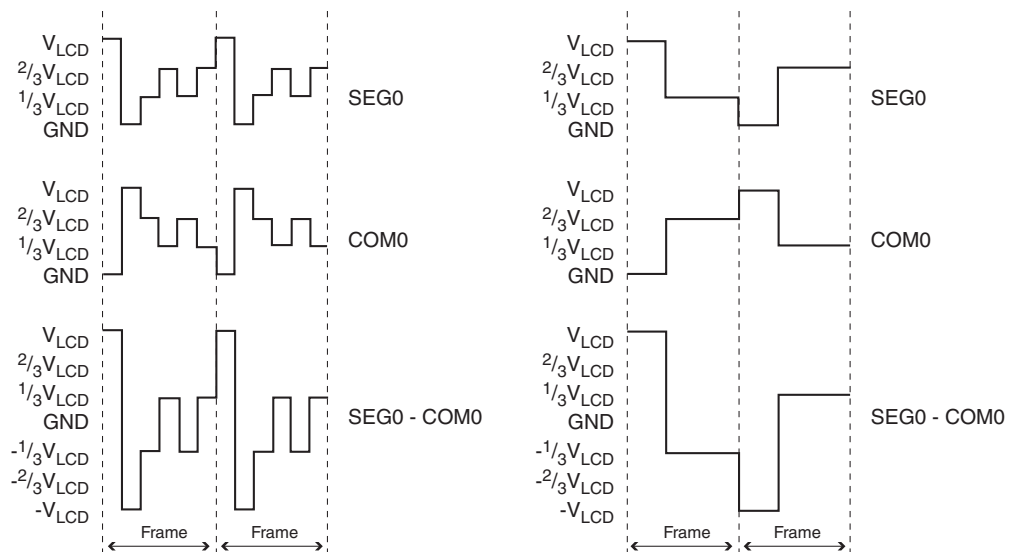 VLCD
2/3VLCD
1/3VLCD
GND
SEG0
VLCD
2/3VLCD
1/3VLCD
GND
COM0
VLCD
2/3VLCD
1/3VLCD
GND
-1/3VLCD
-2/3VLCD
-VLCD
SEG0 - COM0
Frame Frame
VLCD
2/3VLCD
1/3VLCD
GND
SEG0
VLCD
2/3VLCD
1/3VLCD
GND
COM0
VLCD
2/3VLCD
1/3VLCD
GND
-1/3VLCD
-2/3VLCD
-VLCD
SEG0 - COM0
Frame Frame